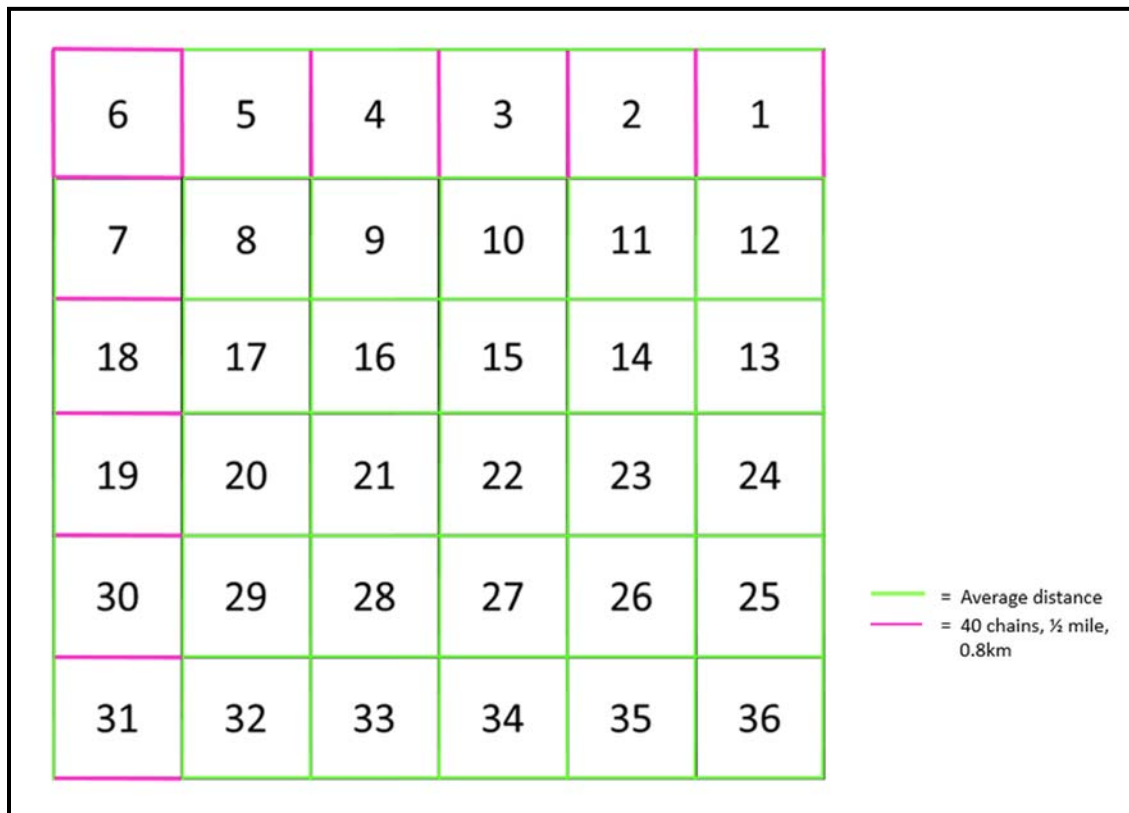 6 5 4 3 2 1
7 8 9 10 11 12
18 17 16 15 14 13
19 20 21 22 23 24
30 29 28 27 26 25
31 32 33 34 35 36
= Average distance
= 40 chains, ½ mile,
0.8km